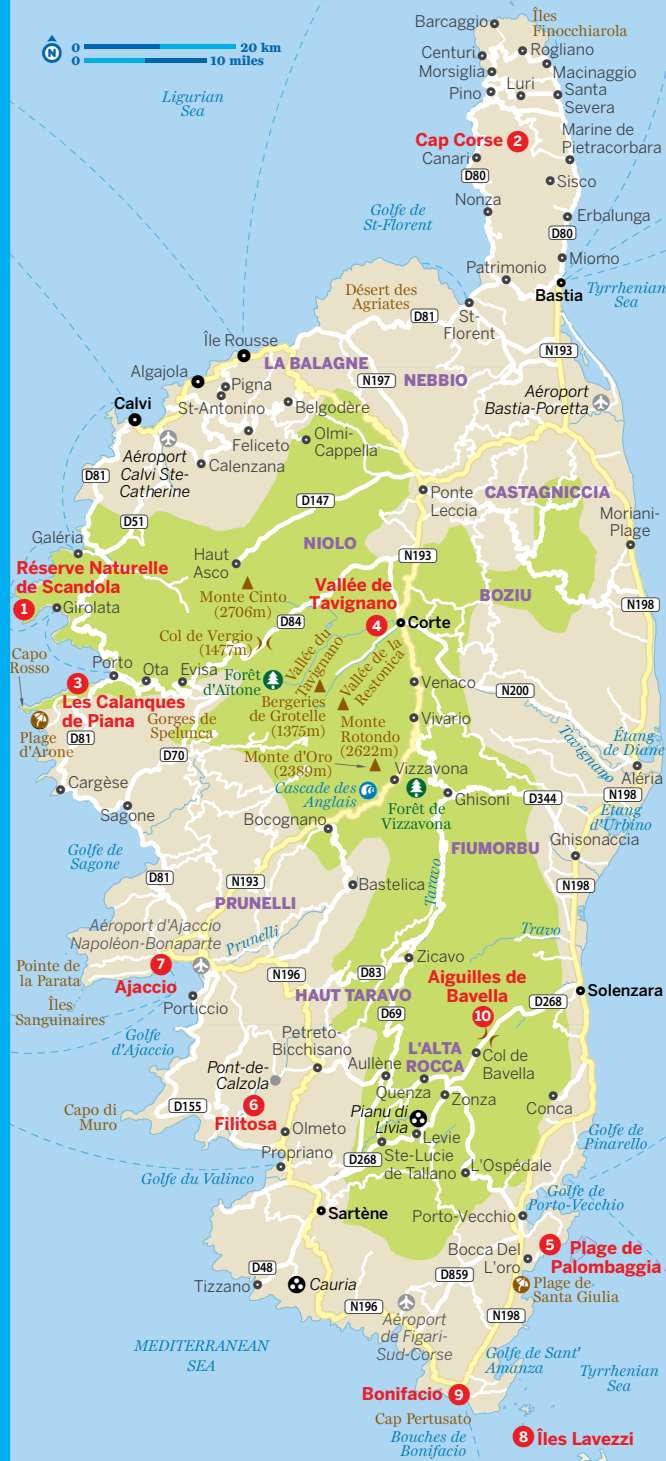 Barcaggio
Îles
Finocchiarola
N
0 20 km
0 10 miles
Centuri
Rogliano
Morsiglia
Macinaggio
Luri
Pino
Santa
Severa
Ligurian
Sea
Cap Corse 2
Marine de
Pietracorbara
Canari
D80
Sisco
Nonza
Golfe de
St-Florent
Erbalunga
D80
Miomo
Patrimonio
Bastia
Tyrrhenian
Sea
Désert des
Agriates
D81
St-
Florent
Île Rousse
N193
LA BALAGNE
N197
NEBBIO
Algajola
Pigna
Aéroport
Bastia-Poretta
Calvi
St-Antonino
Belgodère
Feliceto
Olmi-
Cappella
Aéroport
Calvi Ste-
Catherine
Calenzana
D81
D147
Ponte
Leccia
CASTAGNICCIA
D51
Moriani-
Plage
Galéria
NIOLO
N193
Haut
Asco
Réserve Naturelle
de Scandola
1
Girolata
Monte Cinto
(2706m)
Vallée de
Tavignano
4
Corte
BOZIU
N198
D84
Col de Vergio
(1477m)
Capo
Rosso
3
Porto
Ota
Evisa
Forêt
d'Aïtone
Vallée du
Tavignano
Vallée de la
Restonica
Venaco
N200
Les Calanques
de Piana
Bergeries
de Grotelle
(1375m)
Gorges de
Spelunca
Vivario
Plage
d'Arone
D81
D70
Monte
Rotondo
(2622m)
Tavignano
Étang
de Diane
Monte d'Oro
(2389m)
Vizzavona
Aléria
Cargèse
Cascade des
Anglais
Ghisoni
D344
N198
Sagone
Forêt de
Vizzavona
Étang
d'Urbino
Bocognano
FIUMORBU
Ghisonaccia
Golfe de
Sagone
D81
N193
Bastelica
Taravo
N198
PRUNELLI
Aéroport d'Ajaccio
Napoléon-Bonaparte
Prunelli
Travo
Zicavo
Pointe de
la Parata
7
Ajaccio
N196
D83
Aiguilles de
Bavella
10
D268
Solenzara
Îles
Sanguinaires
Porticcio
HAUT TARAVO
D69
Golfe
d'Ajaccio
Petreto-
Bicchisano
L'ALTA
ROCCA
Col de
Bavella
Aullène
Pont-de-
Calzola
Quenza
Zonza
Conca
Capo di
Muro
D155
6
Filitosa
Pianu di
Livia
Olmeto
Levie
Golfe de
Pinarello
Propriano
D268
Ste-Lucie
de Tallano
L'Ospédale
Golfe du Valinco
Golfe de
Porto-Vecchio
Sartène
Porto-Vecchio
5
Plage de
Palombaggia
Bocca Del
L'oro
D48
D859
Tizzano
Cauria
Plage de
Santa Giulia
N196
Aéroport
de Figari-
Sud-Corse
N198
MEDITERRANEAN
SEA
Golfe de Sant'
Amanza
Tyrrhenian
Sea
Bonifacio 9
Cap Pertusato
Bouches de
Bonifacio
8 Îles Lavezzi